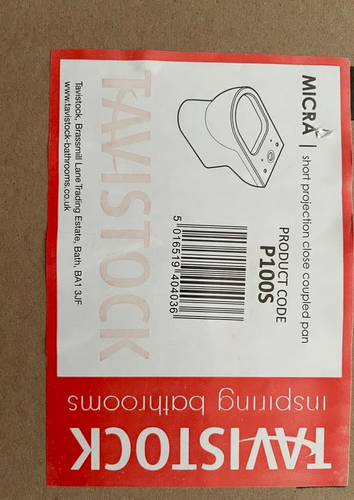 MICRA | short projection close coupled pan
PRODUCT CODE
P100S
5 016519 404036
TAVISTOCK
Tavistock, Brassmill Lane Trading Estate, Bath, BA1 3JF
www.tavistock-bathrooms.co.uk
TAVISTOCK
inspiring bathrooms